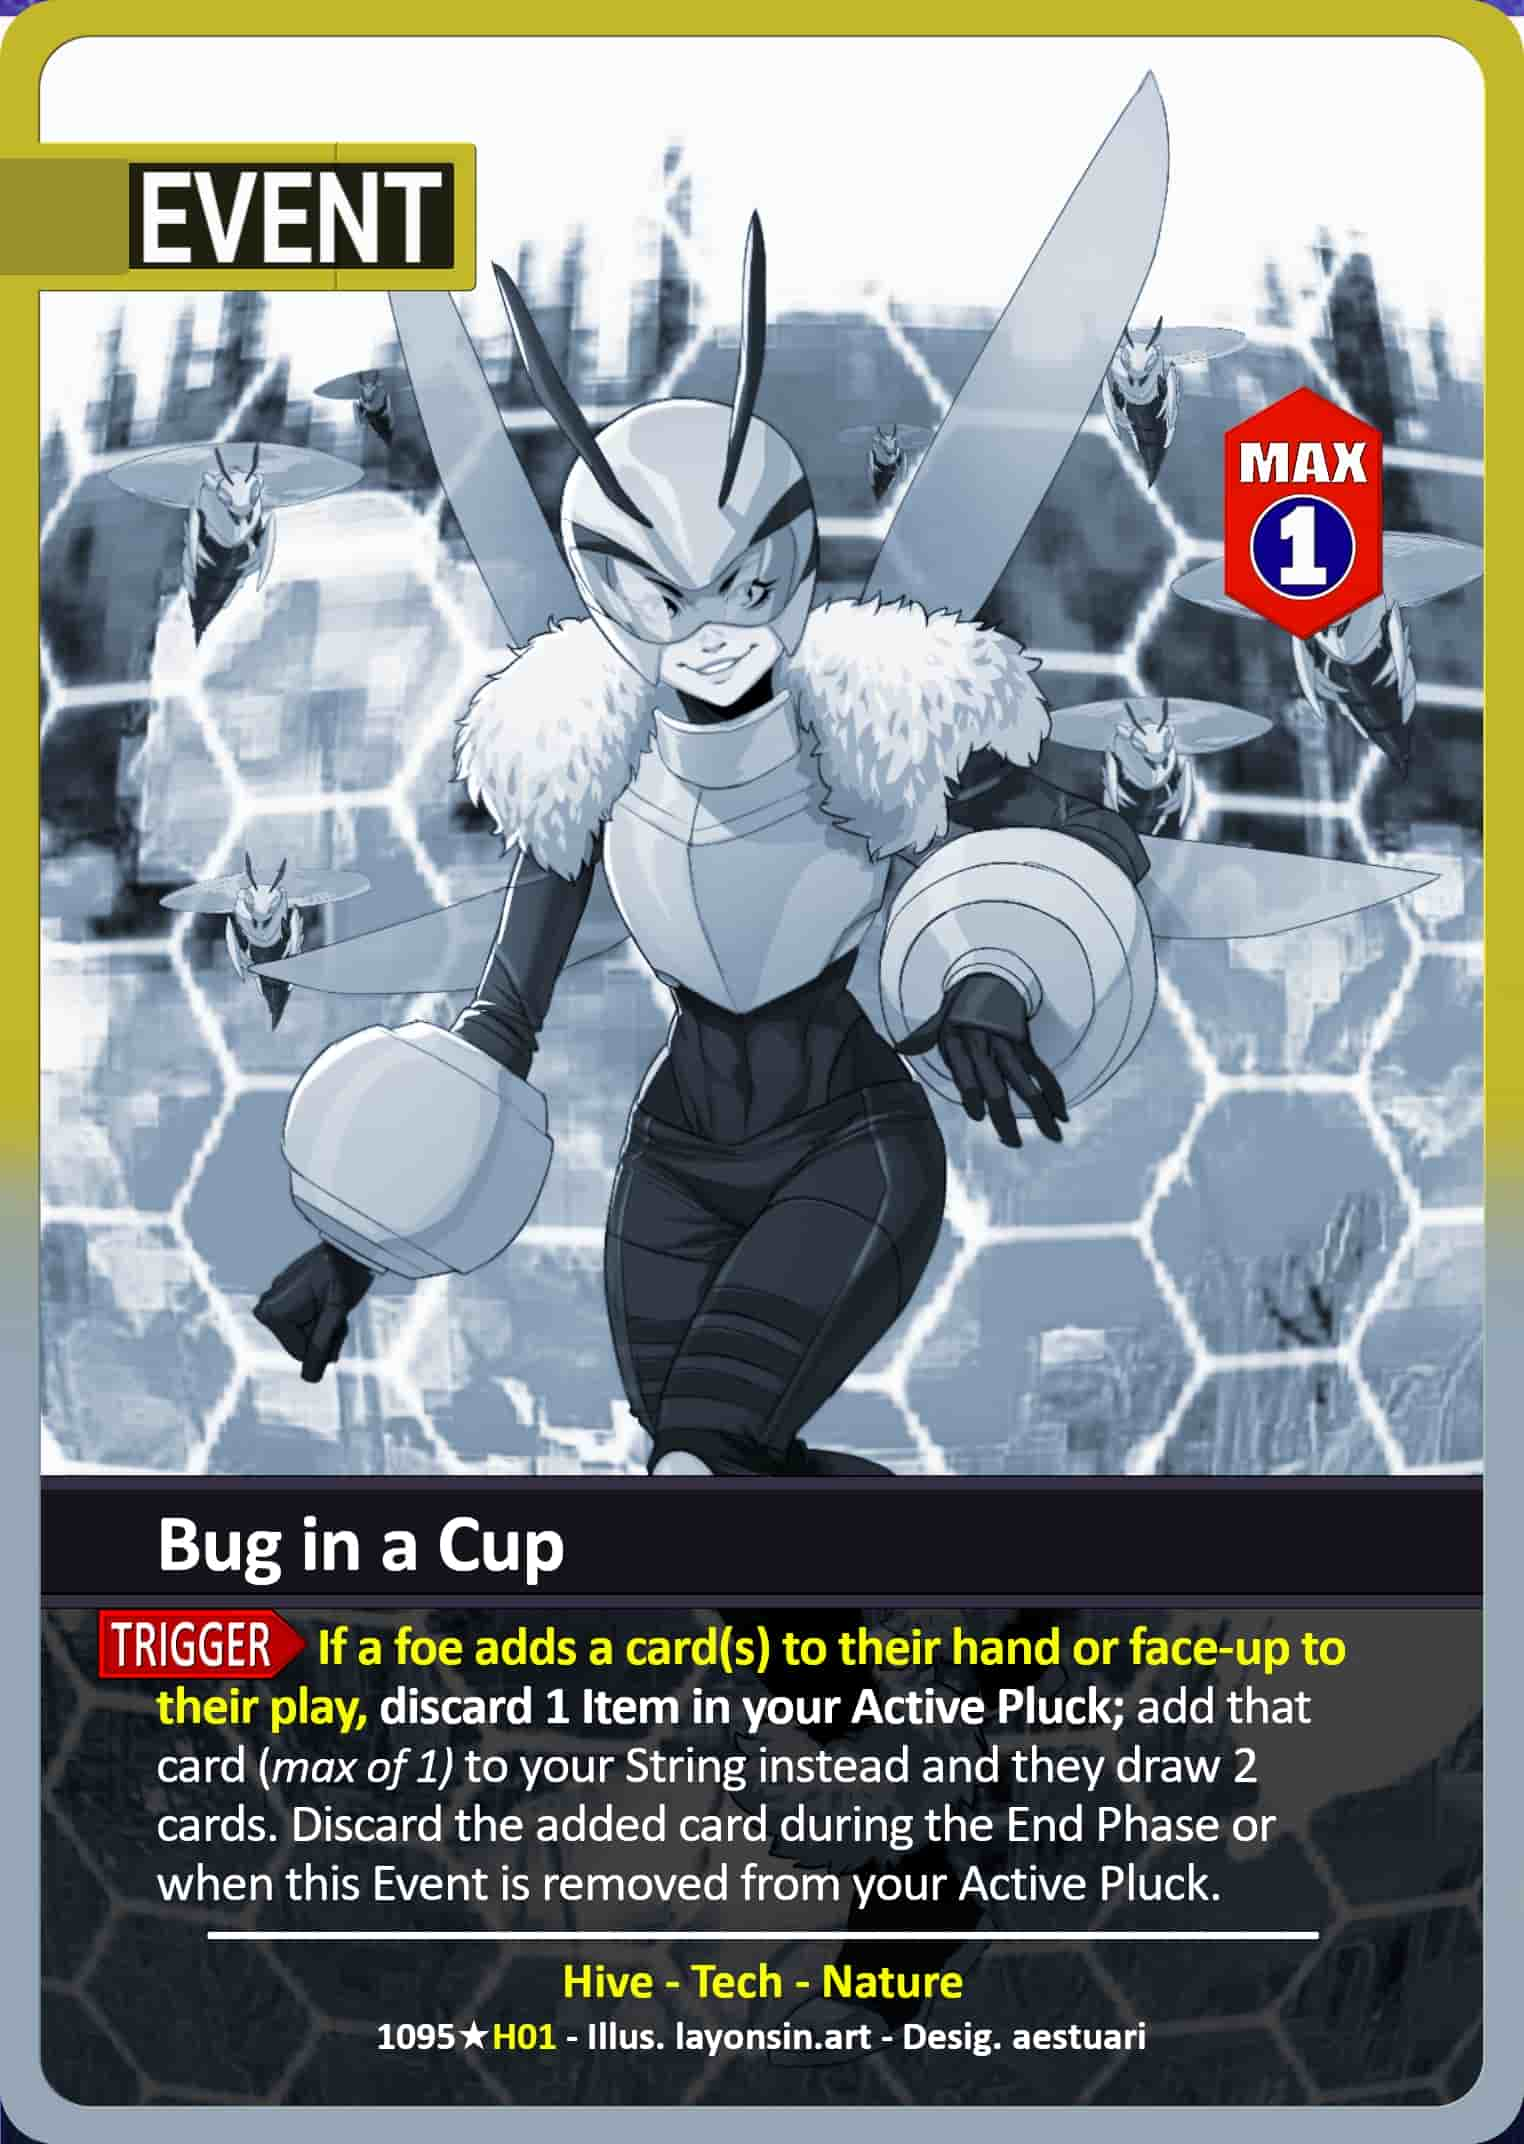 EVENT
MAX
1
Bug in a Cup
TRIGGER If a foe adds a card(s) to their hand or face-up to
their play, discard 1 Item in your Active Pluck; add that
card (max of 1) to your String instead and they draw 2
cards. Discard the added card during the End Phase or
when this Event is removed from your Active Pluck.
Hive - Tech - Nature
1095★H01 - Illus. layonsin.art - Desig. aestuari